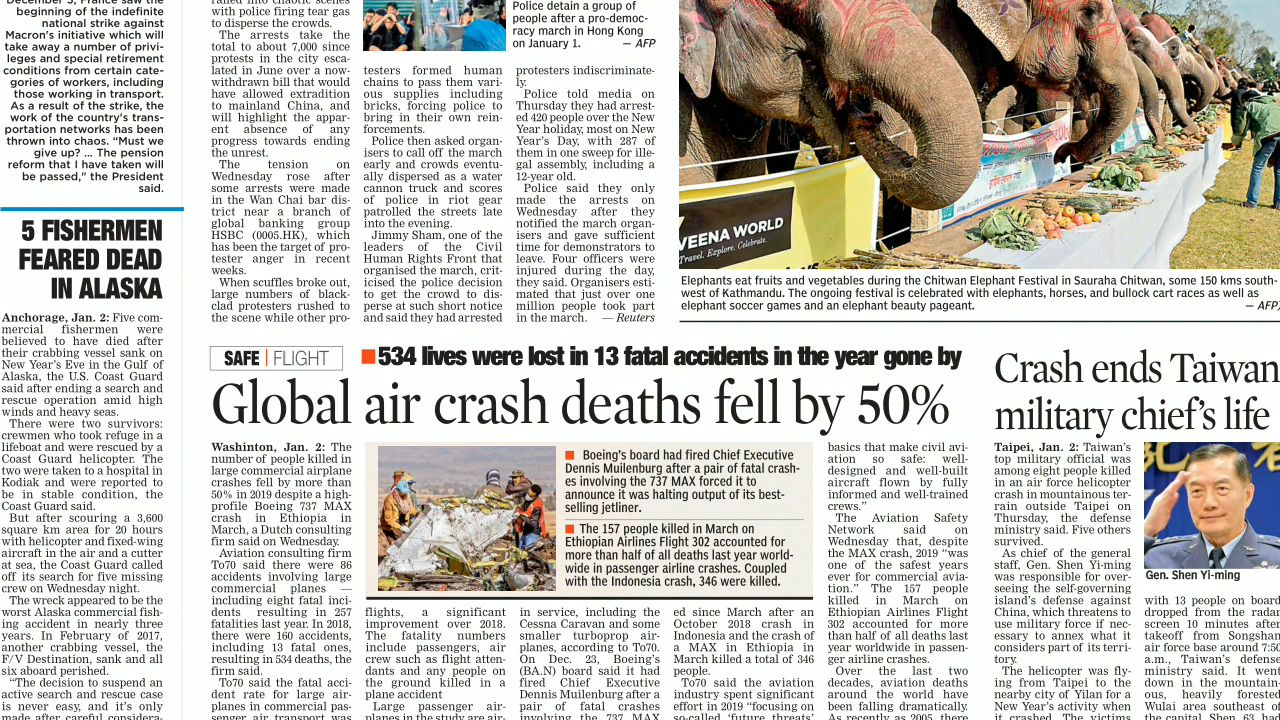 December 5, France saw the
beginning of the indefinite
national strike against
Macron's initiative which will
take away a number of privi-
leges and special retirement
conditions from certain cate-
gories of workers, including
those working in transport.
As a result of the strike, the
work of the country's trans-
portation networks has been
thrown into chaos. “Must we
give up? ... The pension
reform that I have taken will
be passed," the President
said.
5 FISHERMEN
FEARED DEAD
IN ALASKA
Anchorage, Jan. 2: Five com-
mercial fishermen were
believed to have died after
their crabbing vessel sank on
New Year's Eve in the Gulf of
Alaska, the U.S. Coast Guard
said after ending a search and
rescue operation amid high
winds and heavy seas.
There were two survivors:
crewmen who took refuge in a
lifeboat and were rescued by a
Coast Guard helicopter. The
two were taken to a hospital in
Kodiak and were reported to
be in stable condition, the
Coast Guard said.
But after scouring a 3,600
square km area for 20 hours
with helicopter and fixed-wing
aircraft in the air and a cutter
at sea, the Coast Guard called
off its search for five missing
crew on Wednesday night.
The wreck appeared to be the
worst Alaska commercial fish-
ing accident in nearly three
years. In February of 2017,
another crabbing vessel, the
F/V Destination, sank and all
six aboard perished.
“The decision to suspend an
active search and rescue case
is never easy, and it's only
made after careful considera-
railed into chaotic scenes
with police firing tear gas
to disperse the crowds.
The arrests take the
total to about 7,000 since
protests in the city esca-
lated in June over a now-
withdrawn bill that would
have allowed extradition
to mainland China, and
will highlight the appar-
ent absence of any
progress towards ending
the unrest.
The tension on
Wednesday rose after
some arrests were made
in the Wan Chai bar dis-
trict near a branch of
global banking group
HSBC (0005.HK), which
has been the target of pro-
tester anger in recent
weeks.
When scuffles broke out,
large numbers of black-
clad protesters rushed to
the scene while other pro-
Police detain a group of
people after a pro-democ-
racy march in Hong Kong
on January 1. — AFP
testers formed human
chains to pass them vari-
ous supplies including
bricks, forcing police to
bring in their own rein-
forcements.
Police then asked organ-
isers to call off the march
early and crowds eventu-
ally dispersed as a water
cannon truck and scores
of police in riot gear
patrolled the streets late
into the evening.
Jimmy Sham, one of the
leaders of the Civil
Human Rights Front that
organised the march, crit-
icised the police decision
to get the crowd to dis-
perse at such short notice
and said they had arrested
protesters indiscriminate-
ly.
Police told media on
Thursday they had arrest-
ed 420 people over the New
Year holiday, most on New
Year's Day, with 287 of
them in one sweep for ille-
gal assembly, including a
12-year old.
Police said they only
made the arrests on
Wednesday after they
notified the march organ-
isers and gave sufficient
time for demonstrators to
leave. Four officers were
injured during the day,
they said. Organisers esti-
mated that just over one
million people took part
in the march. — Reuters
VEENA WORLD
Travel. Explore. Celebrate.
Elephants eat fruits and vegetables during the Chitwan Elephant Festival in Sauraha Chitwan, some 150 kms south-
west of Kathmandu. The ongoing festival is celebrated with elephants, horses, and bullock cart races as well as
elephant soccer games and an elephant beauty pageant. — AFP
SAFE | FLIGHT
534 lives were lost in 13 fatal accidents in the year gone by
Global air crash deaths fell by 50%
Washinton, Jan. 2: The
number of people killed in
large commercial airplane
crashes fell by more than
50% in 2019 despite a high-
profile Boeing 737 MAX
crash in Ethiopia in
March, a Dutch consulting
firm said on Wednesday.
Aviation consulting firm
To70 said there were 86
accidents involving large
commercial planes —
including eight fatal inci-
dents resulting in 257
fatalities last year. In 2018,
there were 160 accidents,
including 13 fatal ones,
resulting in 534 deaths, the
firm said.
To70 said the fatal acci-
dent rate for large air-
planes in commercial pas-
senger air transport was
Boeing's board had fired Chief Executive
Dennis Muilenburg after a pair of fatal crash-
es involving the 737 MAX forced it to
announce it was halting output of its best-
selling jetliner.
The 157 people killed in March on
Ethiopian Airlines Flight 302 accounted for
more than half of all deaths last year world-
wide in passenger airline crashes. Coupled
with the Indonesia crash, 346 were killed.
flights, a significant
improvement over 2018.
The fatality numbers
include passengers, air
crew such as flight atten-
dants and any people on
the ground killed in a
plane accident
Large passenger air-
planes in the study are air-
in service, including the
Cessna Caravan and some
smaller turboprop air-
planes, according to To70.
On Dec. 23, Boeing's
(BA.N) board said it had
fired Chief Executive
Dennis Muilenburg after a
pair of fatal crashes
involving the 737 MAX
ed since March after an
October 2018 crash in
Indonesia and the crash of
a MAX in Ethiopia in
March killed a total of 346
people.
To70 said the aviation
industry spent significant
effort in 2019 “focusing on
so-called ‘future threats’
basics that make civil avi-
ation so safe: well-
designed and well-built
aircraft flown by fully
informed and well-trained
crews.”
The Aviation Safety
Network said on
Wednesday that, despite
the MAX crash, 2019 “was
one of the safest years
ever for commercial avia-
tion.” The 157 people
killed in March on
Ethiopian Airlines Flight
302 accounted for more
than half of all deaths last
year worldwide in passen-
ger airline crashes.
Over the last two
decades, aviation deaths
around the world have
been falling dramatically.
As recently as 2005, there
Crash ends Taiwan
military chief's life
Taipei, Jan. 2: Taiwan's
top military official was
among eight people killed
in an air force helicopter
crash in mountainous ter-
rain outside Taipei on
Thursday, the defense
ministry said. Five others
survived.
As chief of the general
staff, Gen. Shen Yi-ming
was responsible for over-
seeing the self-governing
island's defense against
China, which threatens to
use military force if nec-
essary to annex what it
considers part of its terri-
tory.
The helicopter was fly-
ing from Taipei to the
nearby city of Yilan for a
New Year's activity when
it crashed. The victims
Gen. Shen Yi-ming
with 13 people on board
dropped from the radar
screen 10 minutes after
takeoff from Songshan
air force base around 7:50
a.m., Taiwan's defense
ministry said. It went
down in the mountain-
ous, heavily forested
Wulai area southeast of
the capital. Shen, 63, had